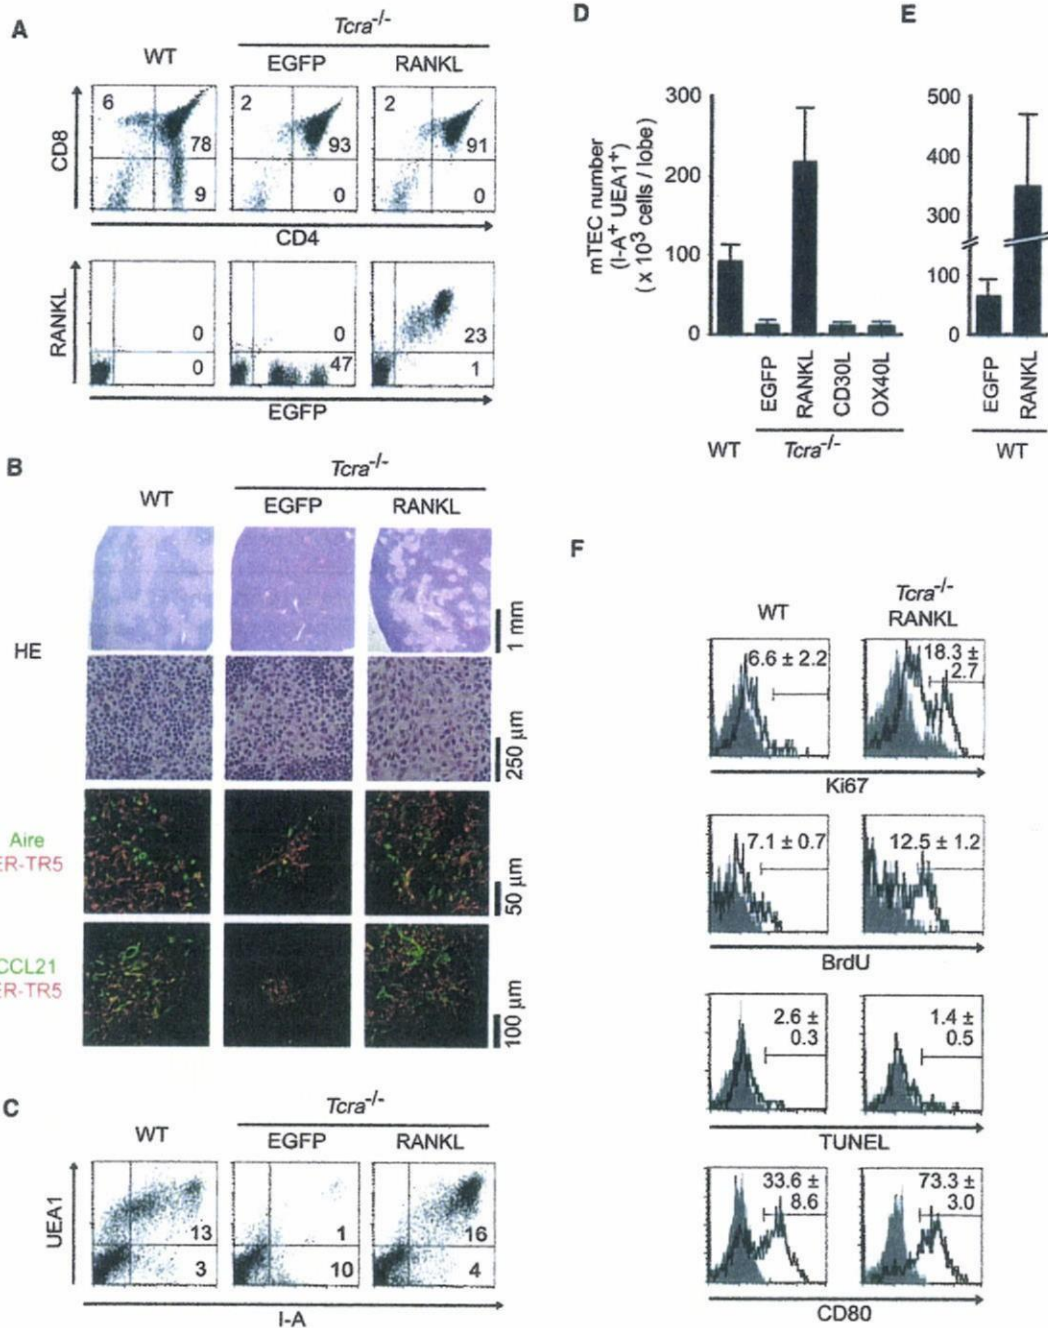 A
Tcra-/-
WT
EGFP
RANKL
CD8
6
78
9
2
93
0
2
91
0
CD4
RANKL
0
0
0
47
23
1
EGFP
B
Tcra-/-
WT
EGFP
RANKL
HE
1 mm
250 µm
Aire
ER-TR5
50 µm
CCL21
ER-TR5
100 µm
C
Tcra-/-
WT
EGFP
RANKL
UEA1
13
3
1
10
16
4
I-A
D
mTEC number
(I-A+ UEA1+)
(x 103 cells / lobe)
300
200
100
0
EGFP
RANKL
CD30L
OX40L
WT
Tcra-/-
E
500
400
300
100
0
EGFP
RANKL
WT
F
WT
Tcra-/-
RANKL
6.6 ± 2.2
18.3 ±
2.7
Ki67
7.1 ± 0.7
12.5 ± 1.2
BrdU
2.6 ±
0.3
1.4 ±
0.5
TUNEL
33.6 ±
8.6
73.3 ±
3.0
CD80